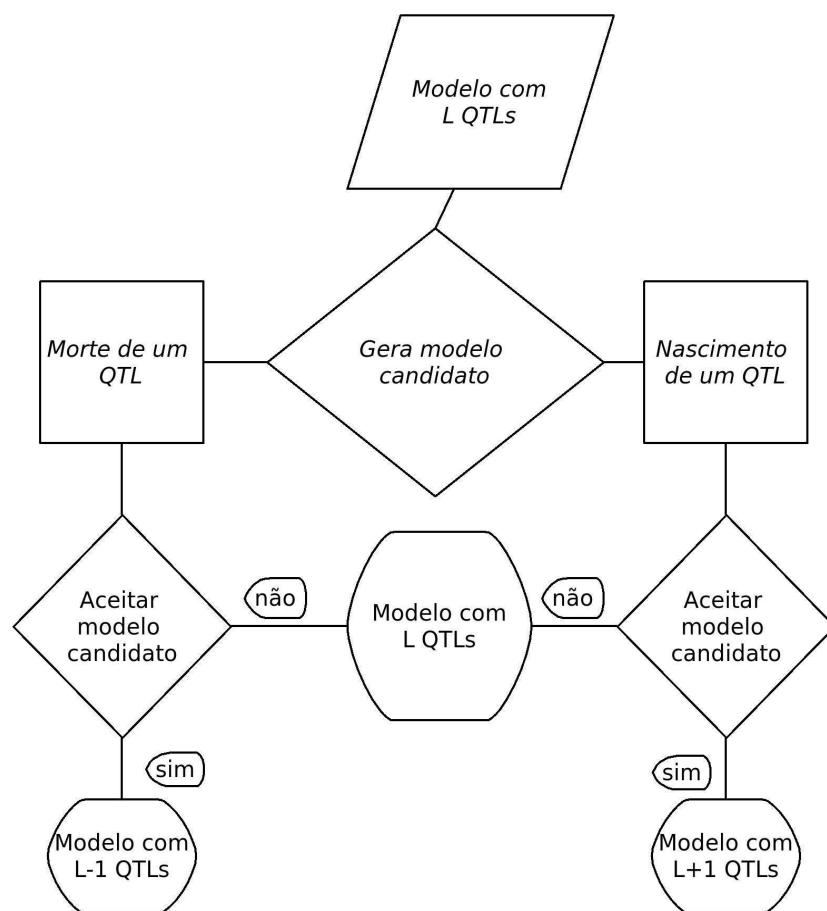 Modelo com
L QTLs
Morte de um
QTL
Gera modelo
candidato
Nascimento
de um QTL
Aceitar
modelo
candidato
não
Modelo com
L QTLs
não
Aceitar
modelo
candidato
sim
sim
Modelo com
L-1 QTLs
Modelo com
L+1 QTLs